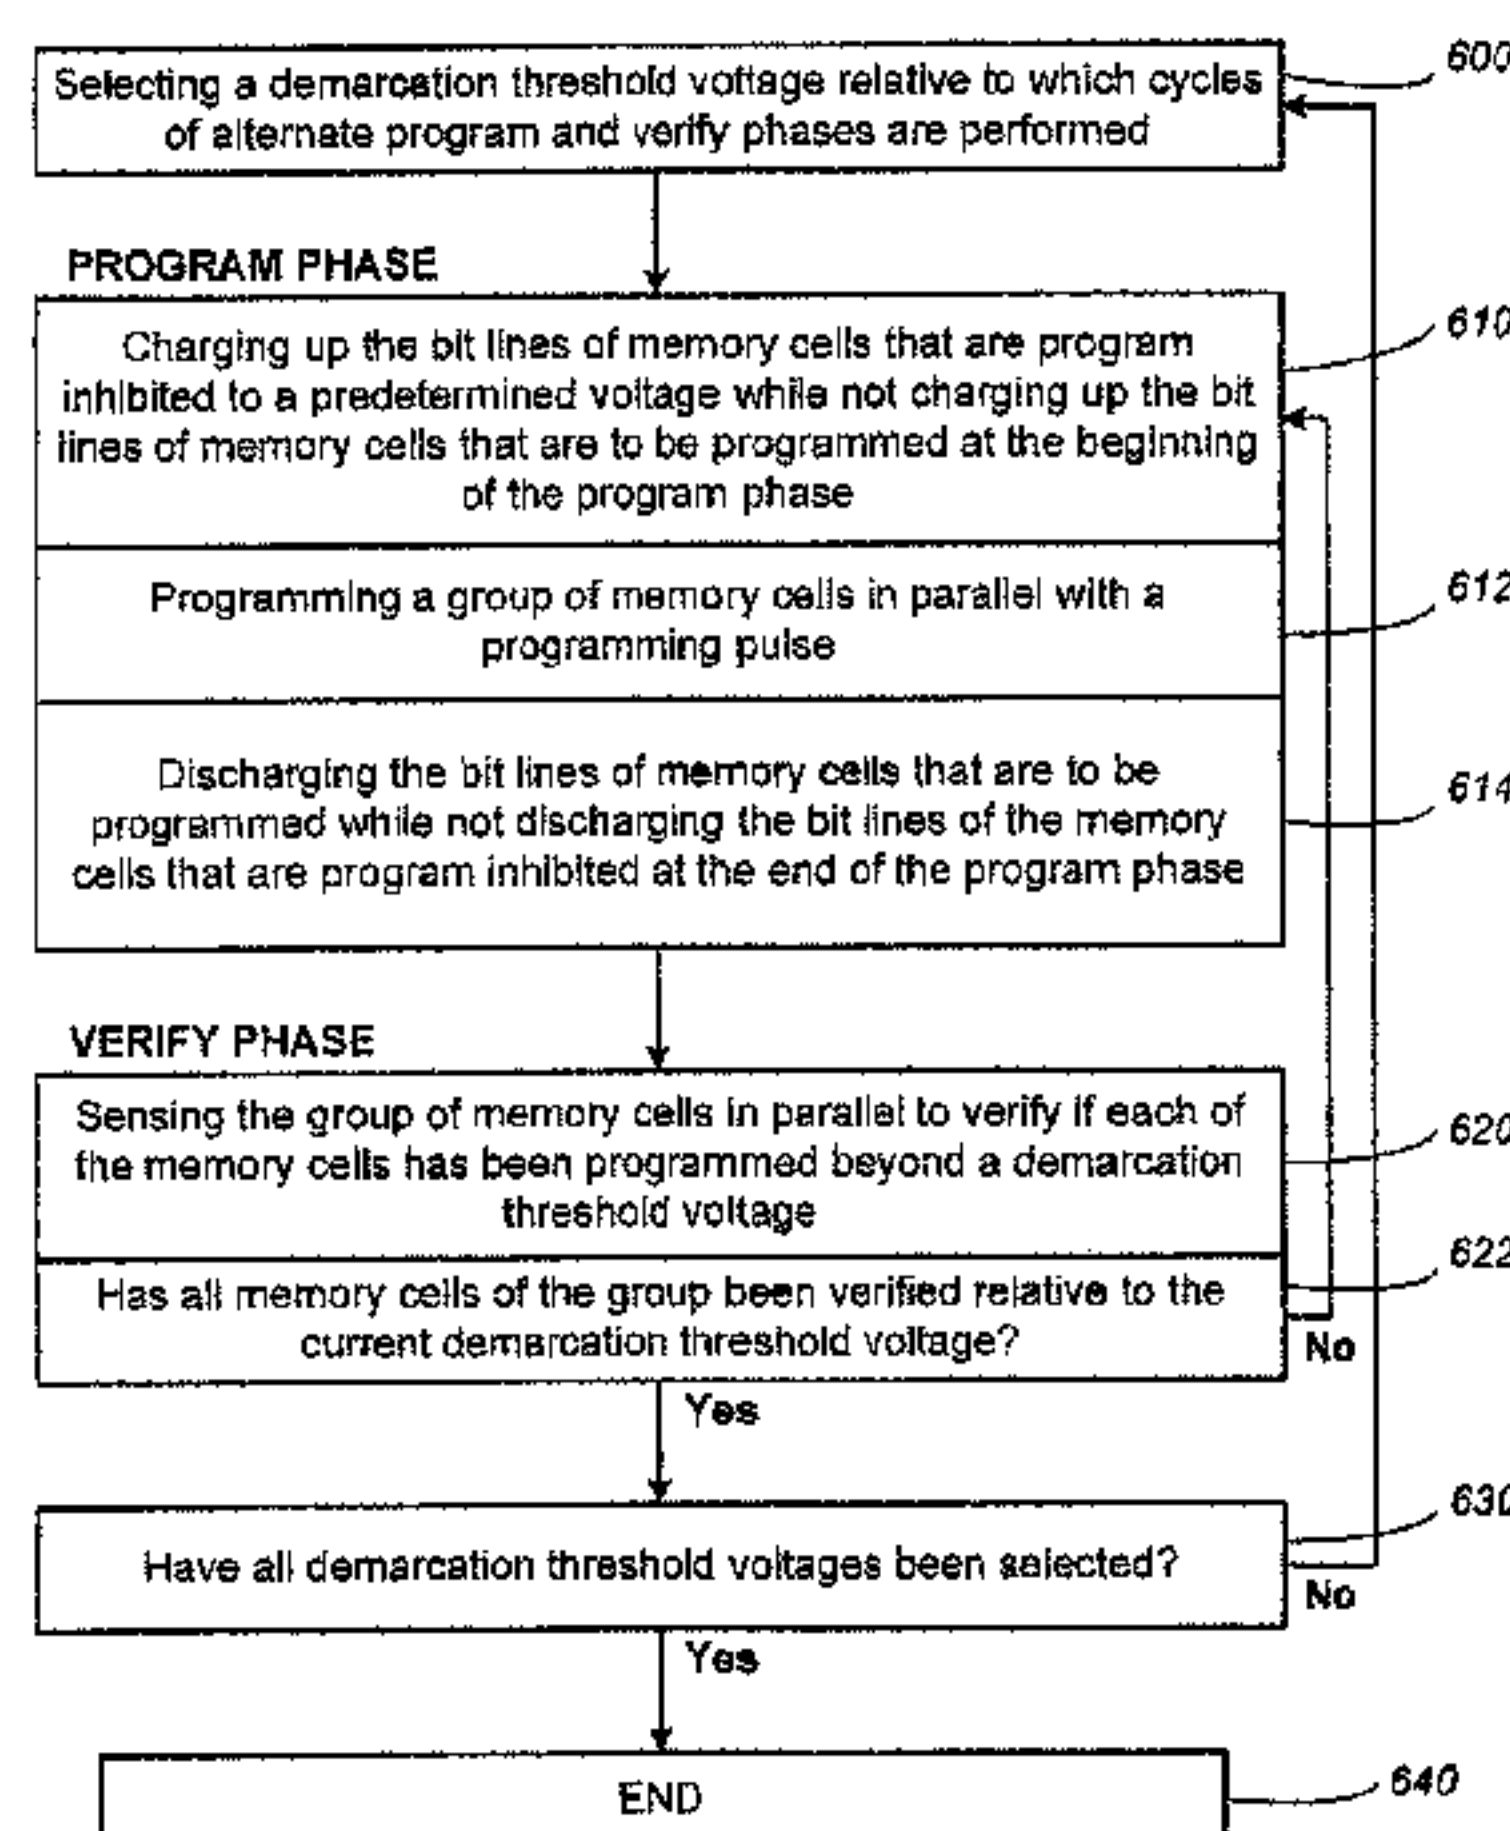 600
Selecting a demarcation threshold voltage relative to which cycles
of alternate program and verify phases are performed
PROGRAM PHASE
610
Charging up the bit lines of memory cells that are program
inhibited to a predetermined voltage while not charging up the bit
lines of memory cells that are to be programmed at the beginning
of the program phase
612
Programming a group of memory cells in parallel with a
programming pulse
614
Discharging the bit lines of memory cells that are to be
programmed while not discharging the bit lines of the memory
cells that are program inhibited at the end of the program phase
VERIFY PHASE
620
Sensing the group of memory cells in parallel to verify if each of
the memory cells has been programmed beyond a demarcation
threshold voltage
622
Has all memory cells of the group been verified relative to the
current demarcation threshold voltage?
No
Yes
630
Have all demarcation threshold voltages been selected?
No
Yes
END
640